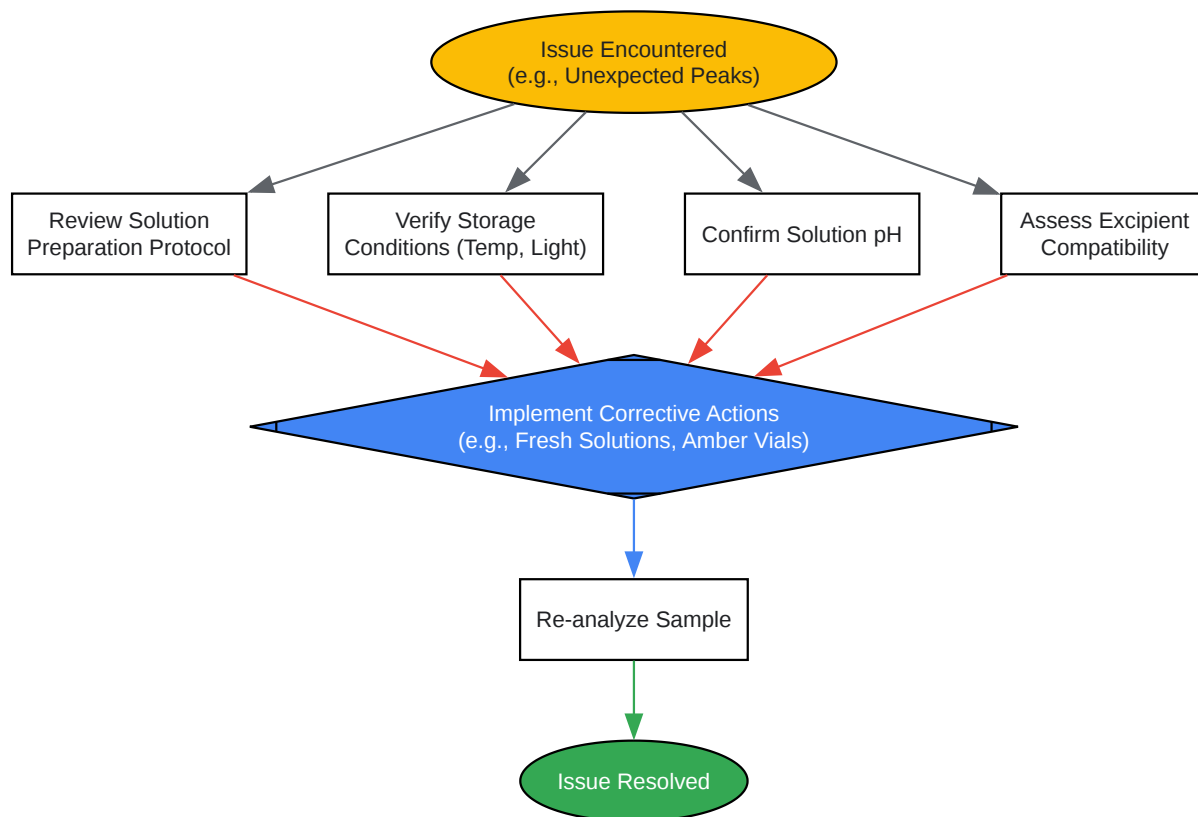 Issue Encountered
(e.g., Unexpected Peaks)
Review Solution
Preparation Protocol
Verify Storage
Conditions (Temp, Light)
Confirm Solution pH
Assess Excipient
Compatibility
Implement Corrective Actions
(e.g., Fresh Solutions, Amber Vials)
Re-analyze Sample
Issue Resolved